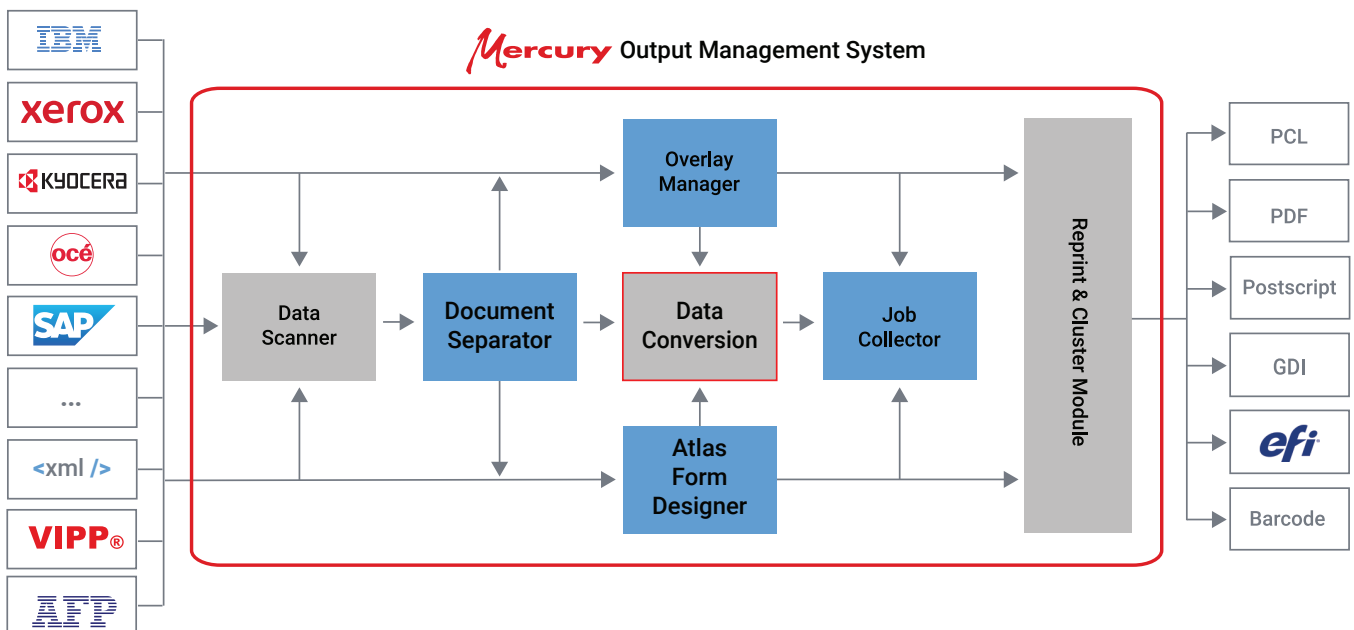 IBM
xerox
KYOCERA
océ
SAP
...
<xml />
VIPP®
AFP
Mercury Output Management System
Overlay
Manager
Data
Scanner
Document
Separator
Data
Conversion
Job
Collector
Atlas
Form
Designer
Reprint & Cluster Module
PCL
PDF
Postscript
GDI
efi
Barcode